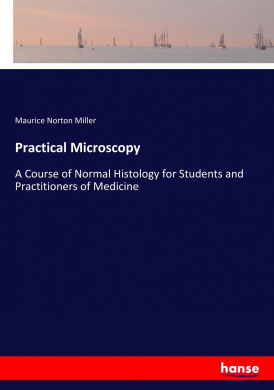 Maurice Norton Miller
Practical Microscopy
A Course of Normal Histology for Students and
Practitioners of Medicine
hanse